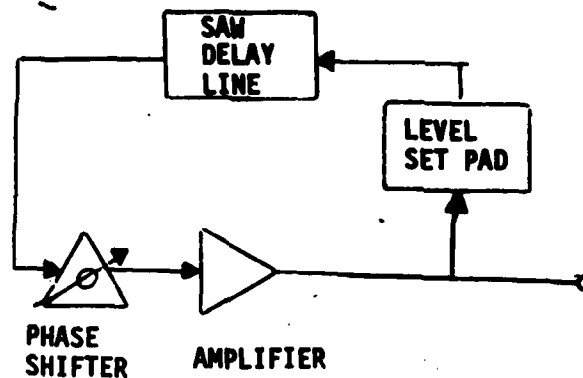 SAW
DELAY
LINE
LEVEL
SET PAD
PHASE
SHIFTER
AMPLIFIER